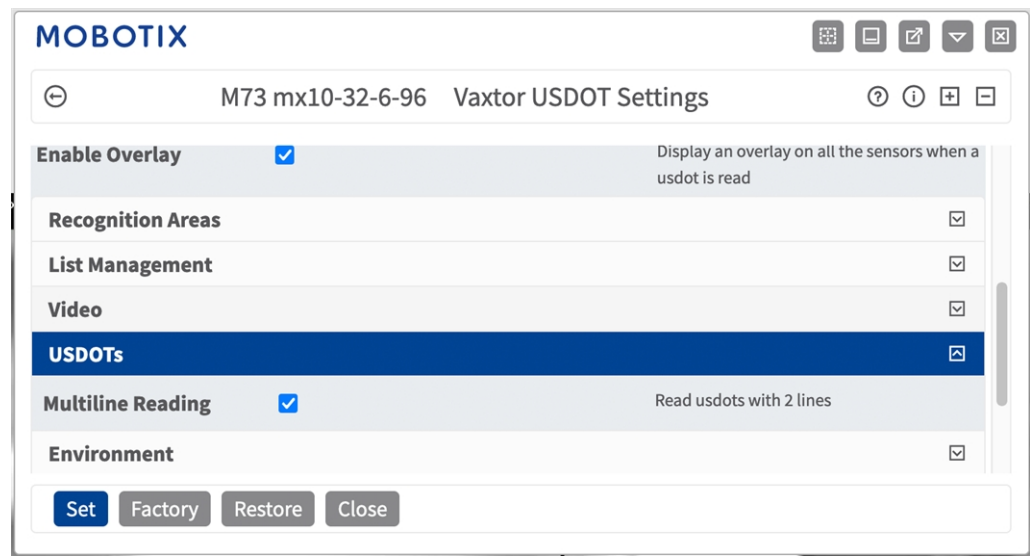 MOBOTIX
M73 mx10-32-6-96 Vaxtor USDOT Settings
Enable Overlay
Display an overlay on all the sensors when a
usdot is read
Recognition Areas
List Management
Video
USDOTs
Multiline Reading
Read usdots with 2 lines
Environment
Set Factory Restore Close